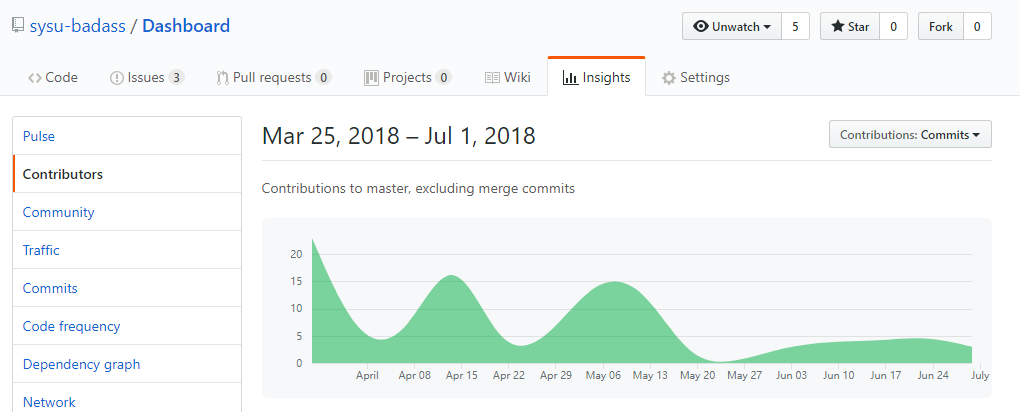 sysu-badass / Dashboard
Unwatch 5 Star 0 Fork 0
Code Issues 3 Pull requests 0 Projects 0 Wiki Insights Settings
Pulse
Contributors
Community
Traffic
Commits
Code frequency
Dependency graph
Network
Mar 25, 2018 – Jul 1, 2018
Contributions: Commits
Contributions to master, excluding merge commits
20
15
10
5
0
April Apr 08 Apr 15 Apr 22 Apr 29 May 06 May 13 May 20 May 27 Jun 03 Jun 10 Jun 17 Jun 24 July